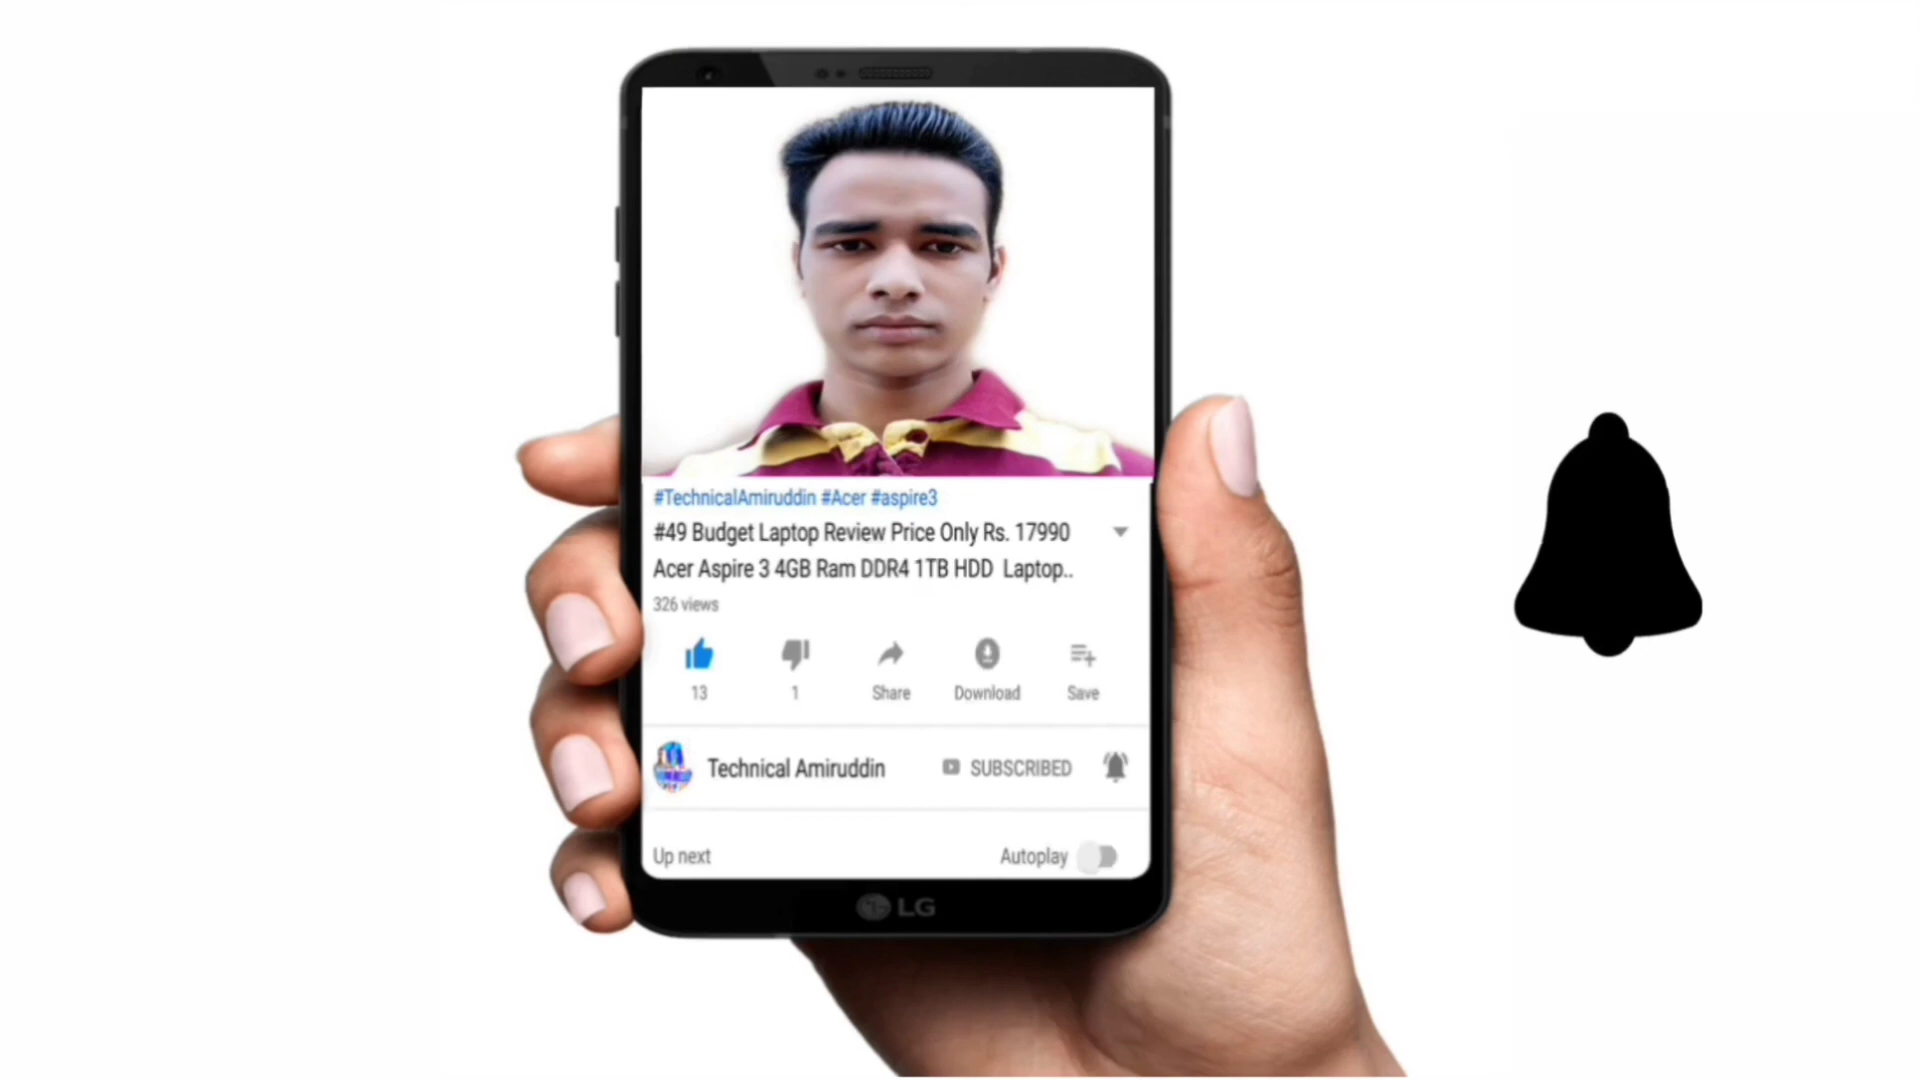 #TechnicalAmiruddin #Acer #aspire3
#49 Budget Laptop Review Price Only Rs. 17990
Acer Aspire 3 4GB Ram DDR4 1TB HDD Laptop..
326 views
13 1 Share Download Save
Technical Amiruddin SUBSCRIBED
Up next Autoplay
LG